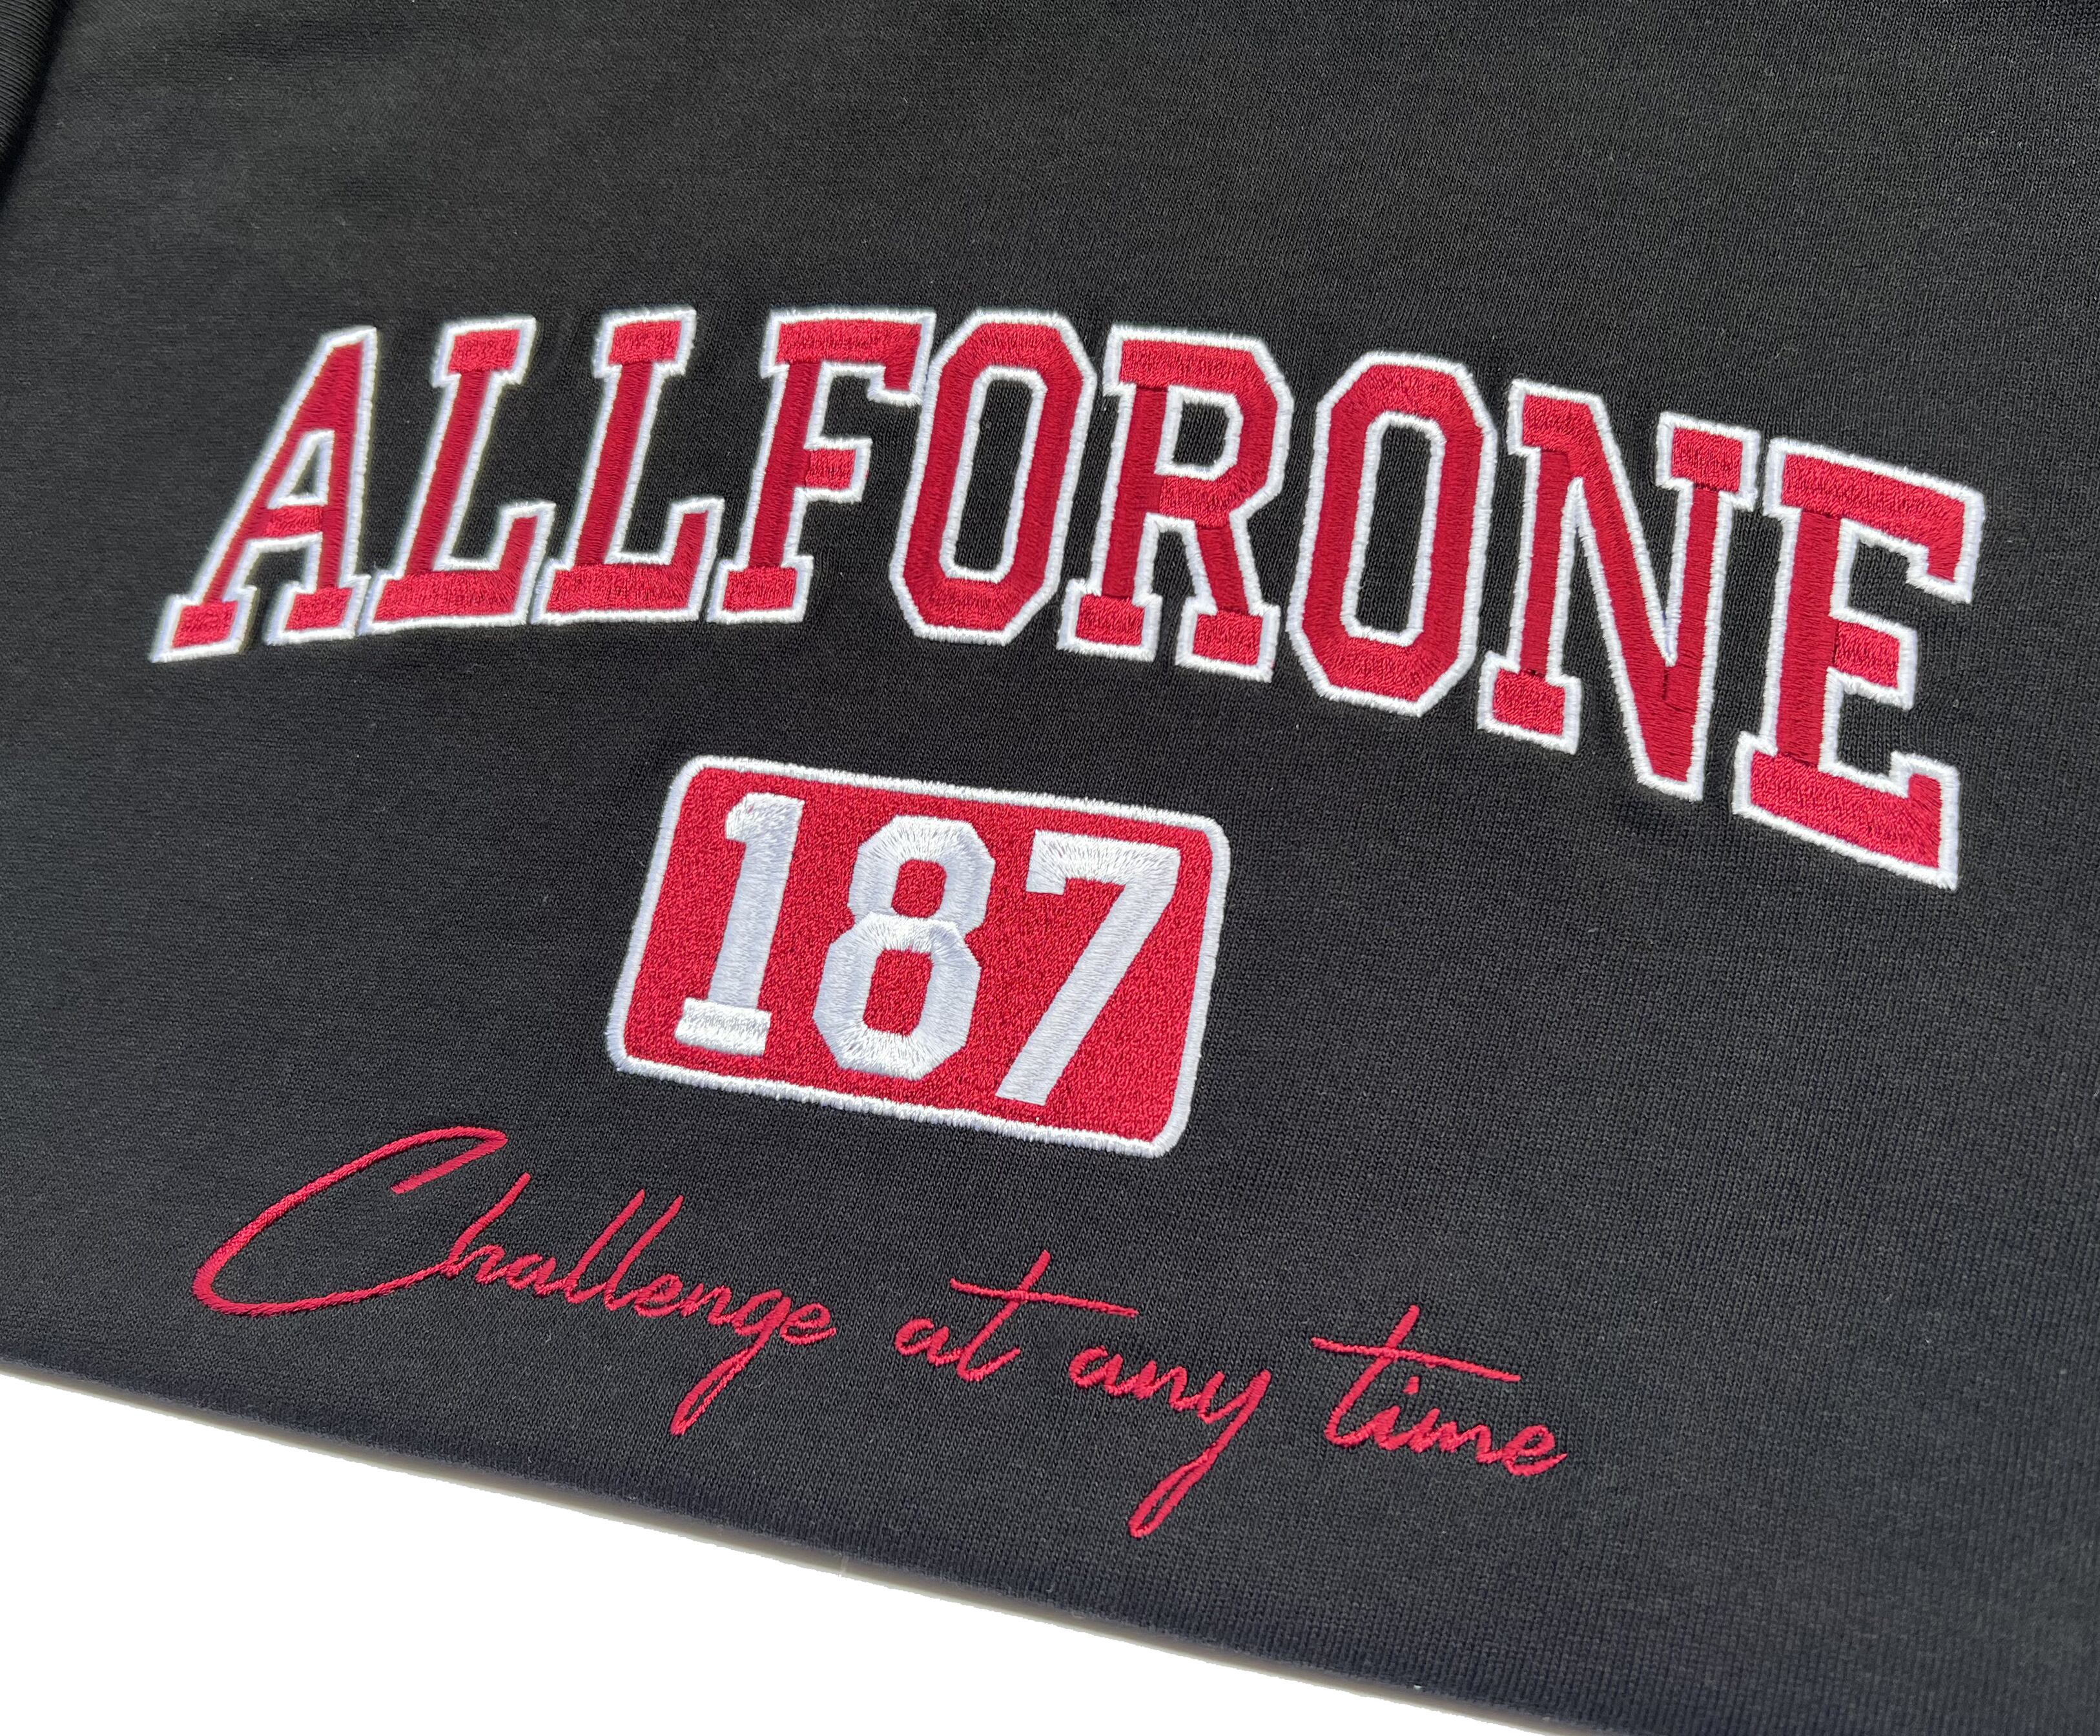 ALLFORONE
187
Challenge at any time